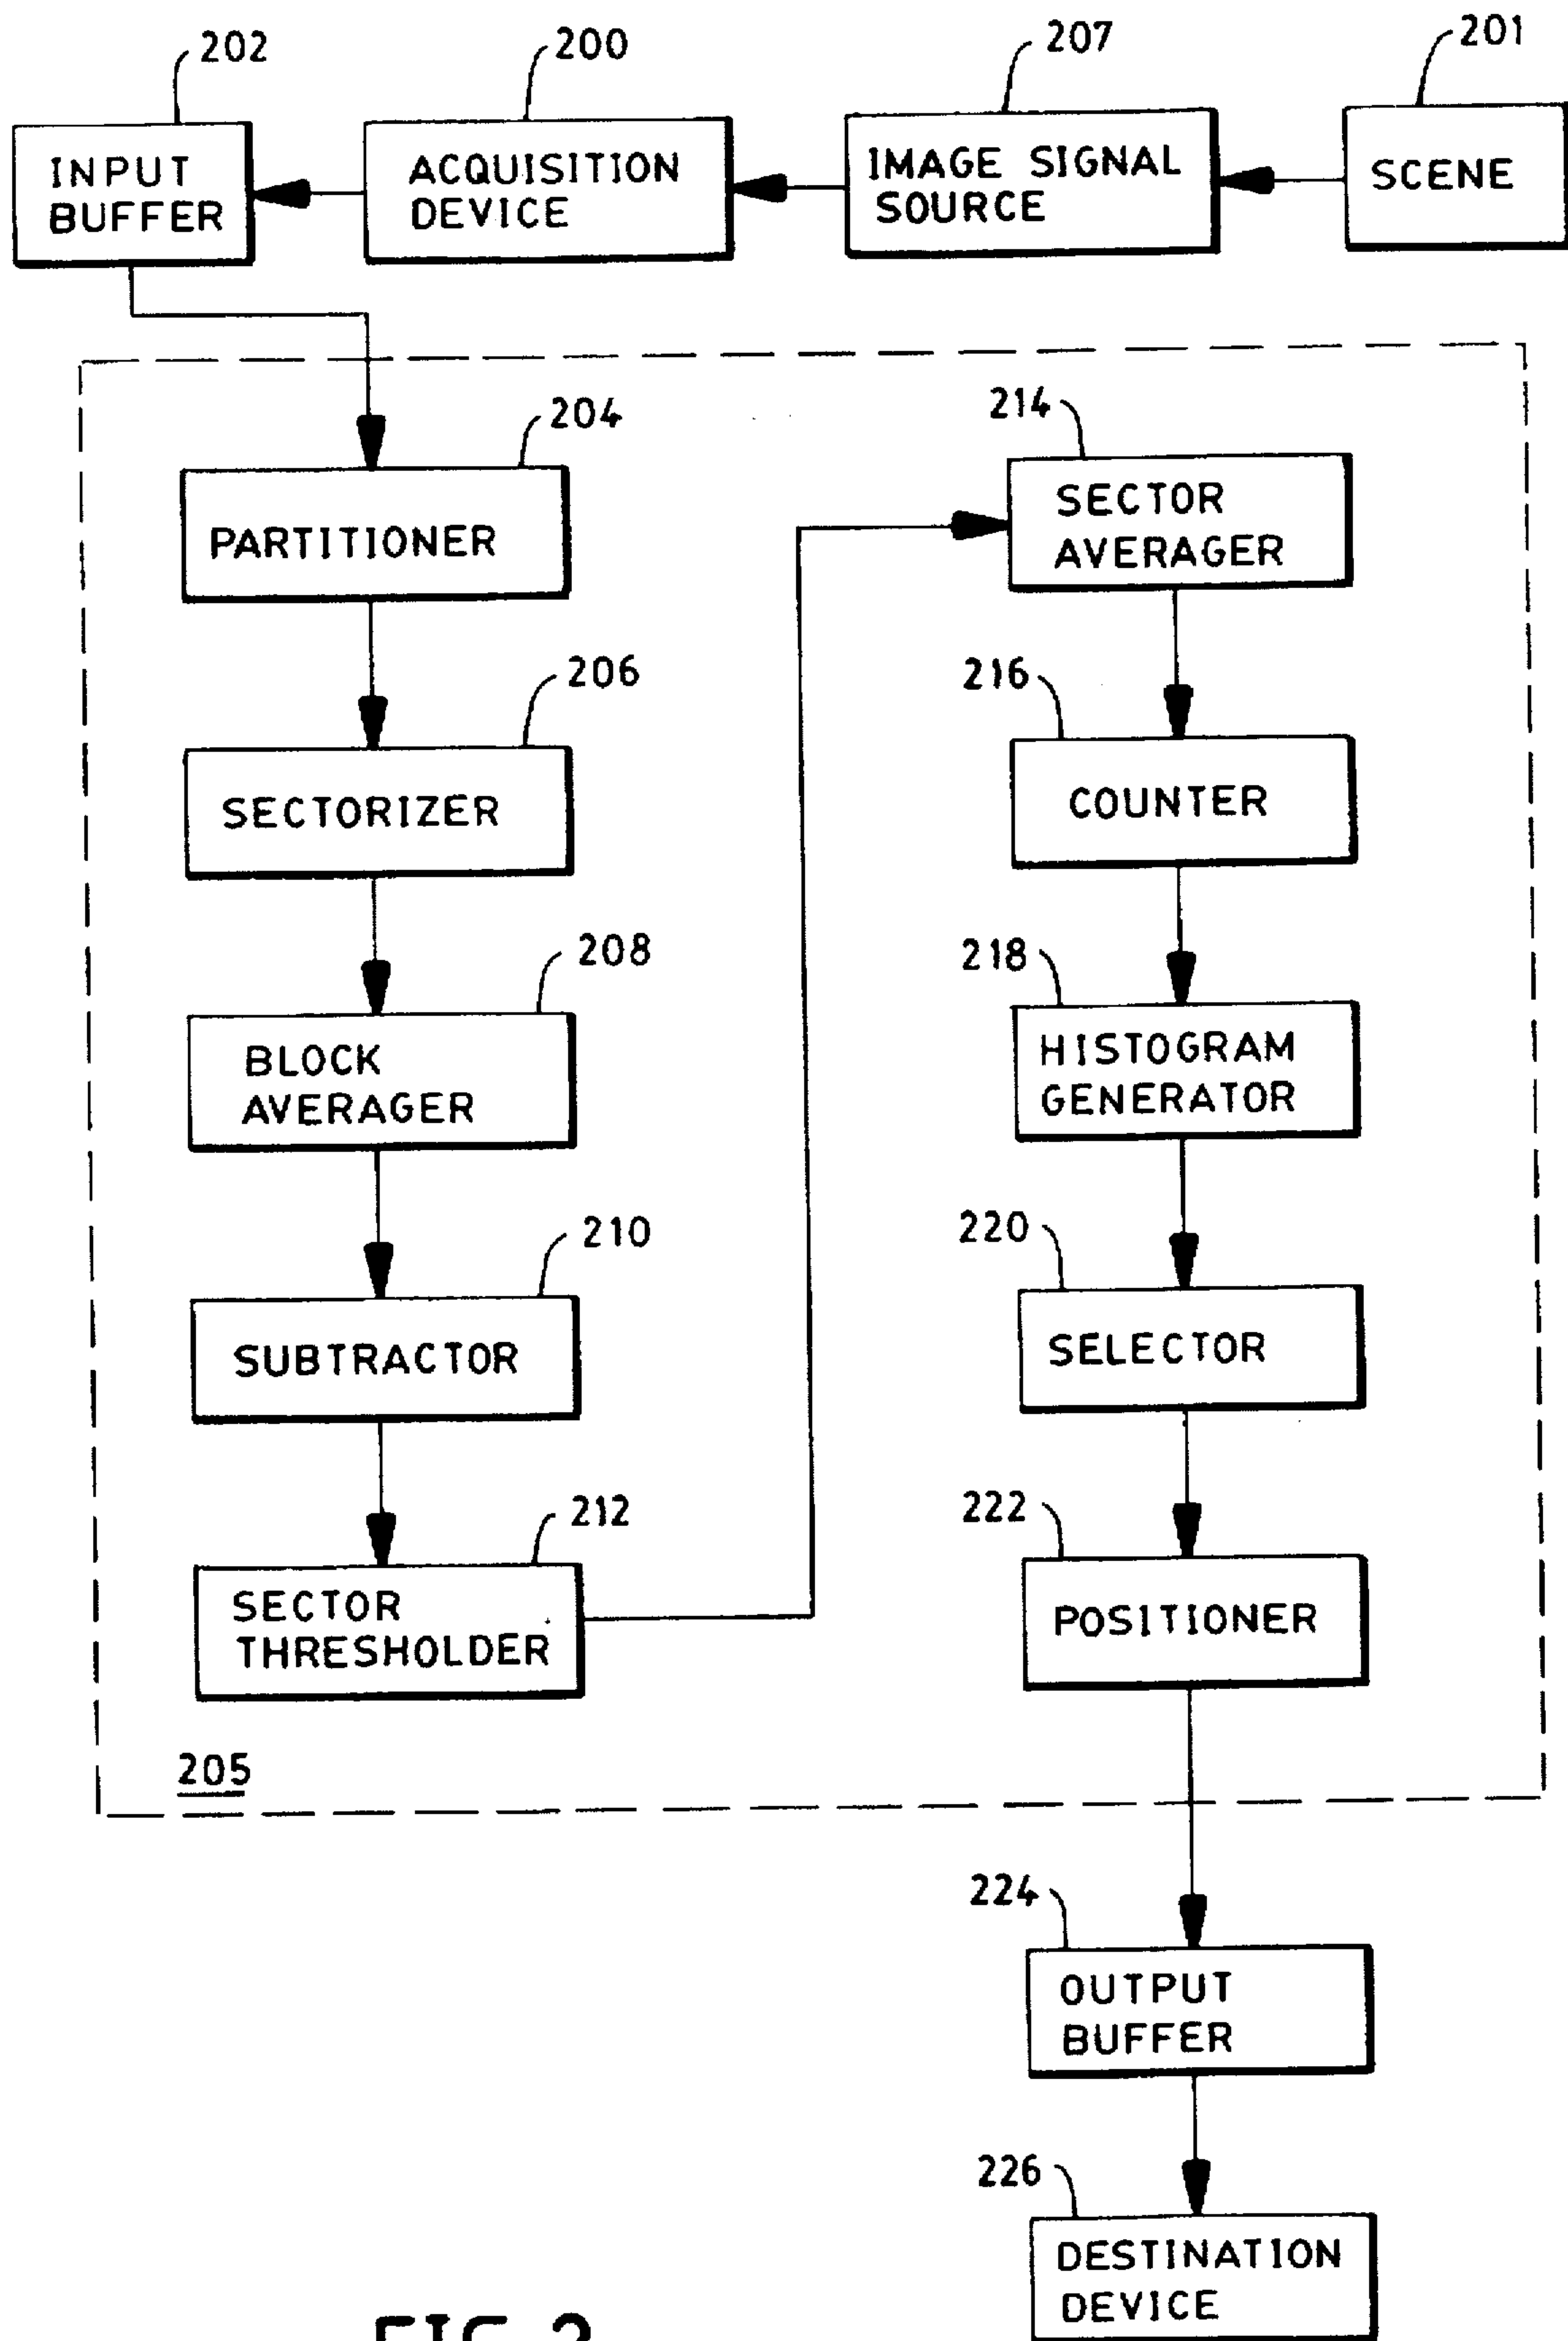 202
200
207
201
INPUT
BUFFER
ACQUISITION
DEVICE
IMAGE SIGNAL
SOURCE
SCENE
204
PARTITIONER
206
SECTORIZER
208
BLOCK
AVERAGER
210
SUBTRACTOR
212
SECTOR
THRESHOLDER
205
214
SECTOR
AVERAGER
216
COUNTER
218
HISTOGRAM
GENERATOR
220
SELECTOR
222
POSITIONER
224
OUTPUT
BUFFER
226
DESTINATION
DEVICE